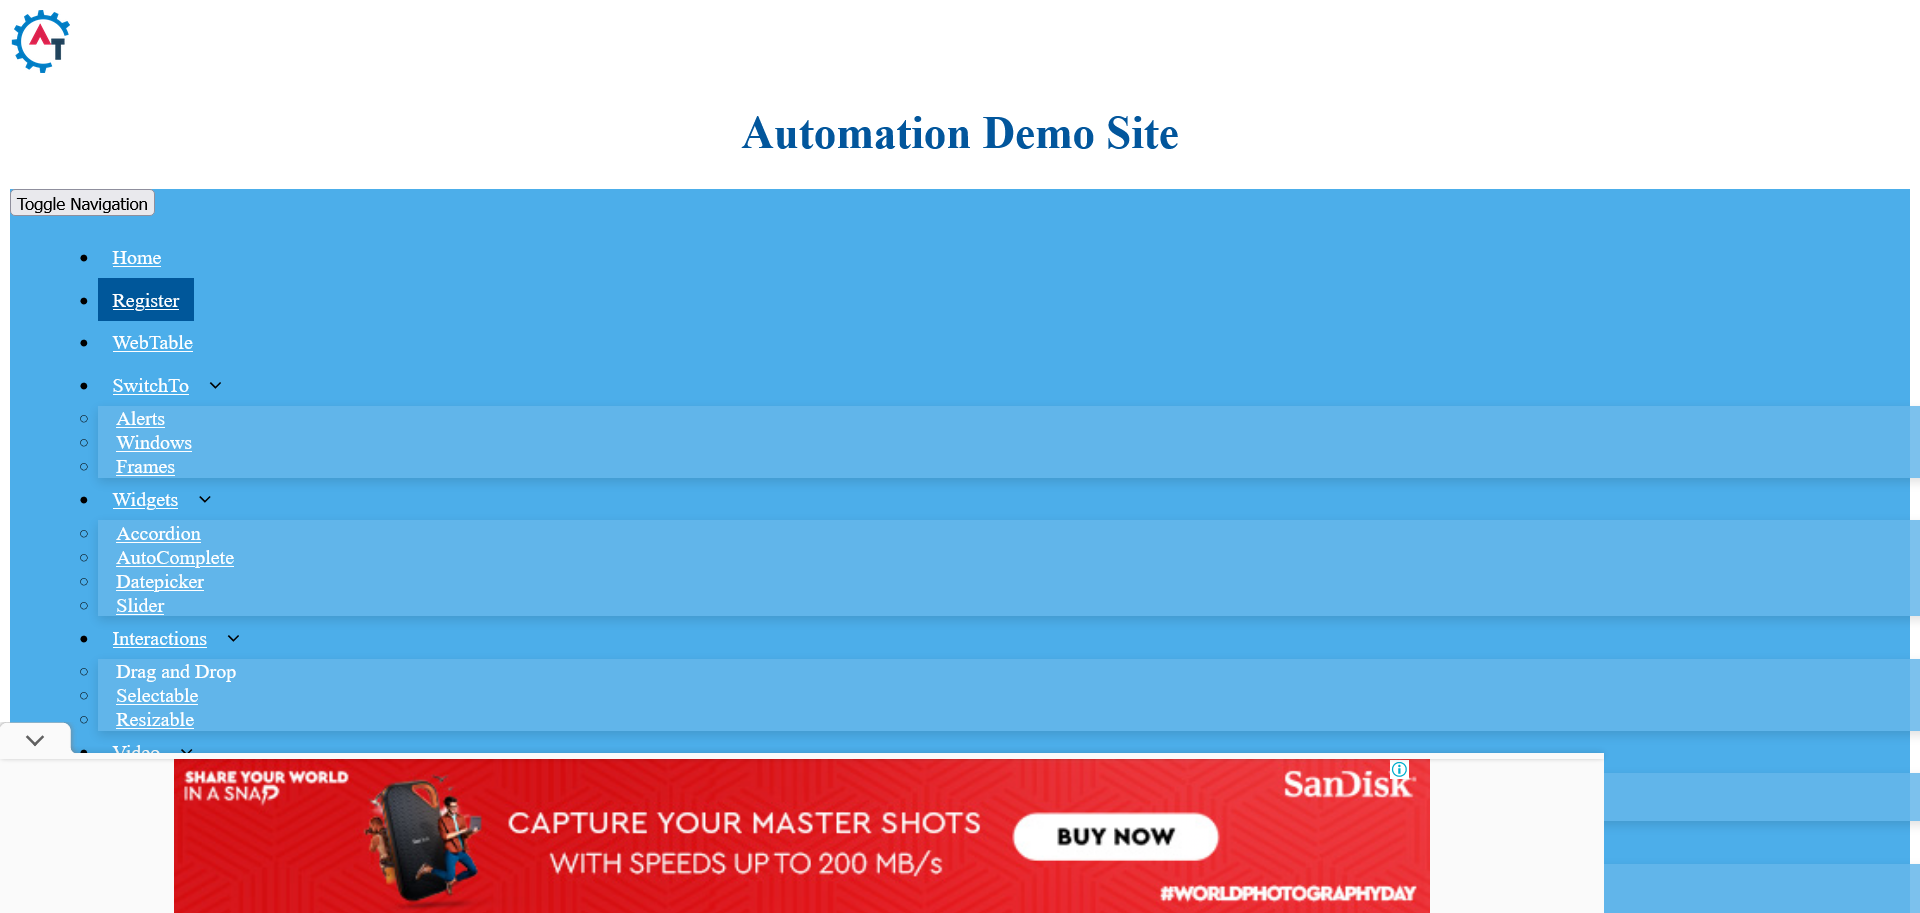 AT
Automation Demo Site
Toggle Navigation
Home
Register
WebTable
SwitchTo
Alerts
Windows
Frames
Widgets
Accordion
AutoComplete
Datepicker
Slider
Interactions
Drag and Drop
Selectable
Resizable
Video
SHARE YOUR WORLD
IN A SNAP
CAPTURE YOUR MASTER SHOTS
WITH SPEEDS UP TO 200 MB/s
BUY NOW
SanDisk
#WORLDPHOTOGRAPHYDAY